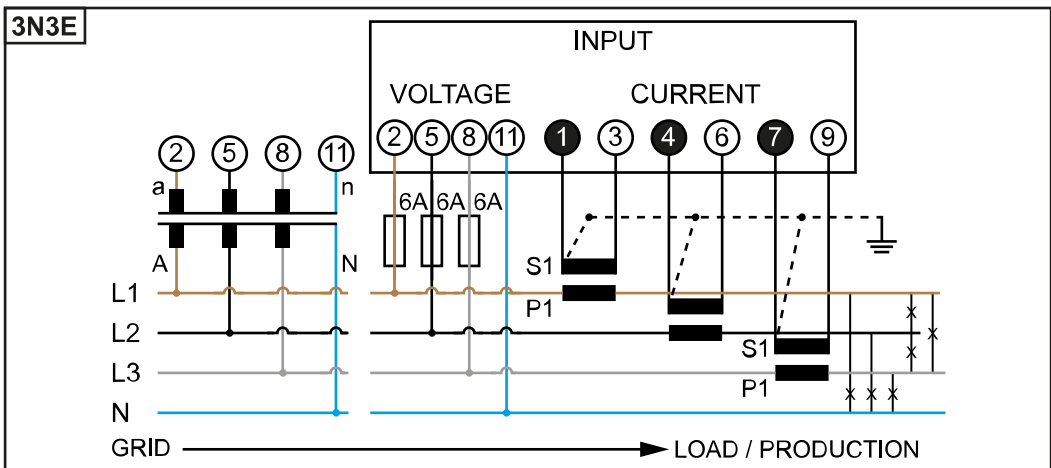 3N3E
INPUT
VOLTAGE CURRENT
2 5 8 11 1 3 4 6 7 9
2 5 8 11
a n
6A 6A 6A
A N
S1
L1
P1
L2
S1
L3
P1
N
GRID LOAD / PRODUCTION